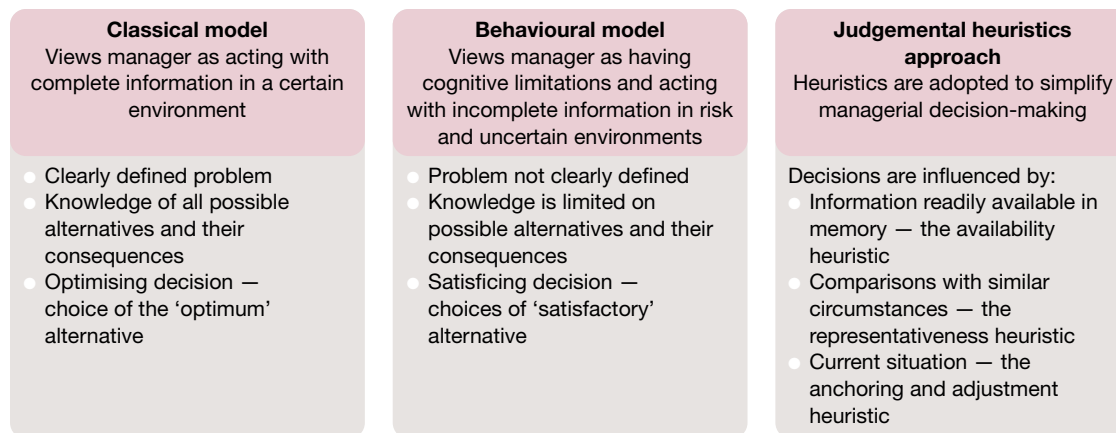 Classical model
Views manager as acting with
complete information in a certain
environment
Clearly defined problem
Knowledge of all possible
alternatives and their
consequences
Optimising decision —
choice of the ‘optimum’
alternative
Behavioural model
Views manager as having
cognitive limitations and acting
with incomplete information in risk
and uncertain environments
Problem not clearly defined
Knowledge is limited on
possible alternatives and their
consequences
Satisficing decision —
choices of ‘satisfactory’
alternative
Judgemental heuristics
approach
Heuristics are adopted to simplify
managerial decision-making
Decisions are influenced by:
Information readily available in
memory — the availability
heuristic
Comparisons with similar
circumstances — the
representativeness heuristic
Current situation — the
anchoring and adjustment
heuristic